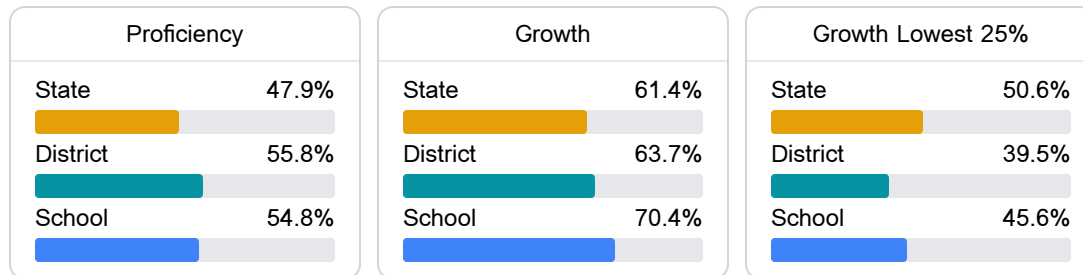 Proficiency
State 47.9%
District 55.8%
School 54.8%
Growth
State 61.4%
District 63.7%
School 70.4%
Growth Lowest 25%
State 50.6%
District 39.5%
School 45.6%